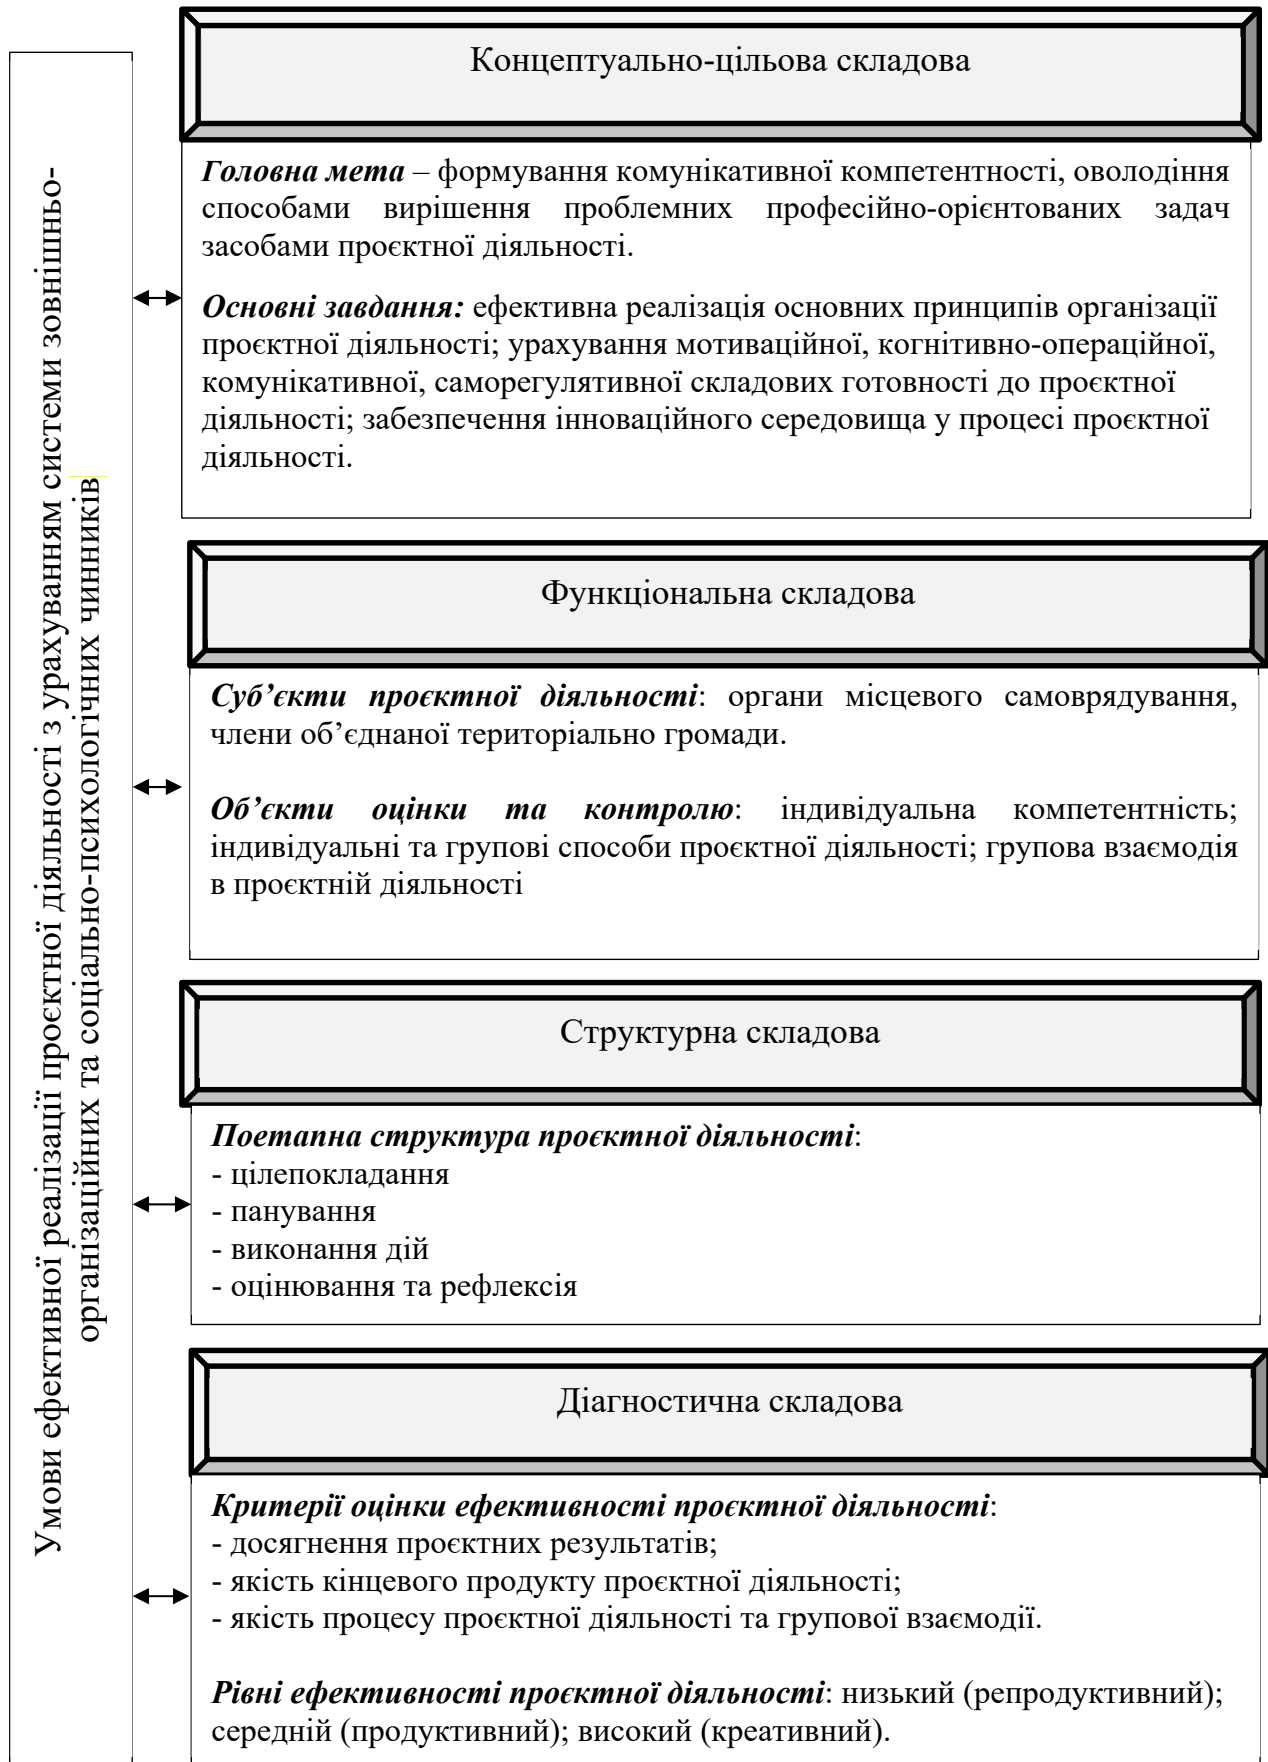 Умови ефективної реалізації проєктної діяльності з урахуванням системи зовнішньо-
організаційних та соціально-психологічних чинників
Концептуально-цільова складова
Головна мета – формування комунікативної компетентності, оволодіння
способами вирішення проблемних професійно-орієнтованих задач
засобами проєктної діяльності.
Основні завдання: ефективна реалізація основних принципів організації
проєктної діяльності; урахування мотиваційної, когнітивно-операційної,
комунікативної, саморегулятивної складових готовності до проєктної
діяльності; забезпечення інноваційного середовища у процесі проєктної
діяльності.
Функціональна складова
Суб’єкти проєктної діяльності: органи місцевого самоврядування,
члени об’єднаної територіально громади.
Об’єкти оцінки та контролю: індивідуальна компетентність;
індивідуальні та групові способи проєктної діяльності; групова взаємодія
в проєктній діяльності
Структурна складова
Поетапна структура проєктної діяльності:
- цілепокладання
- панування
- виконання дій
- оцінювання та рефлексія
Діагностична складова
Критерії оцінки ефективності проєктної діяльності:
- досягнення проєктних результатів;
- якість кінцевого продукту проєктної діяльності;
- якість процесу проєктної діяльності та групової взаємодії.
Рівні ефективності проєктної діяльності: низький (репродуктивний);
середній (продуктивний); високий (креативний).